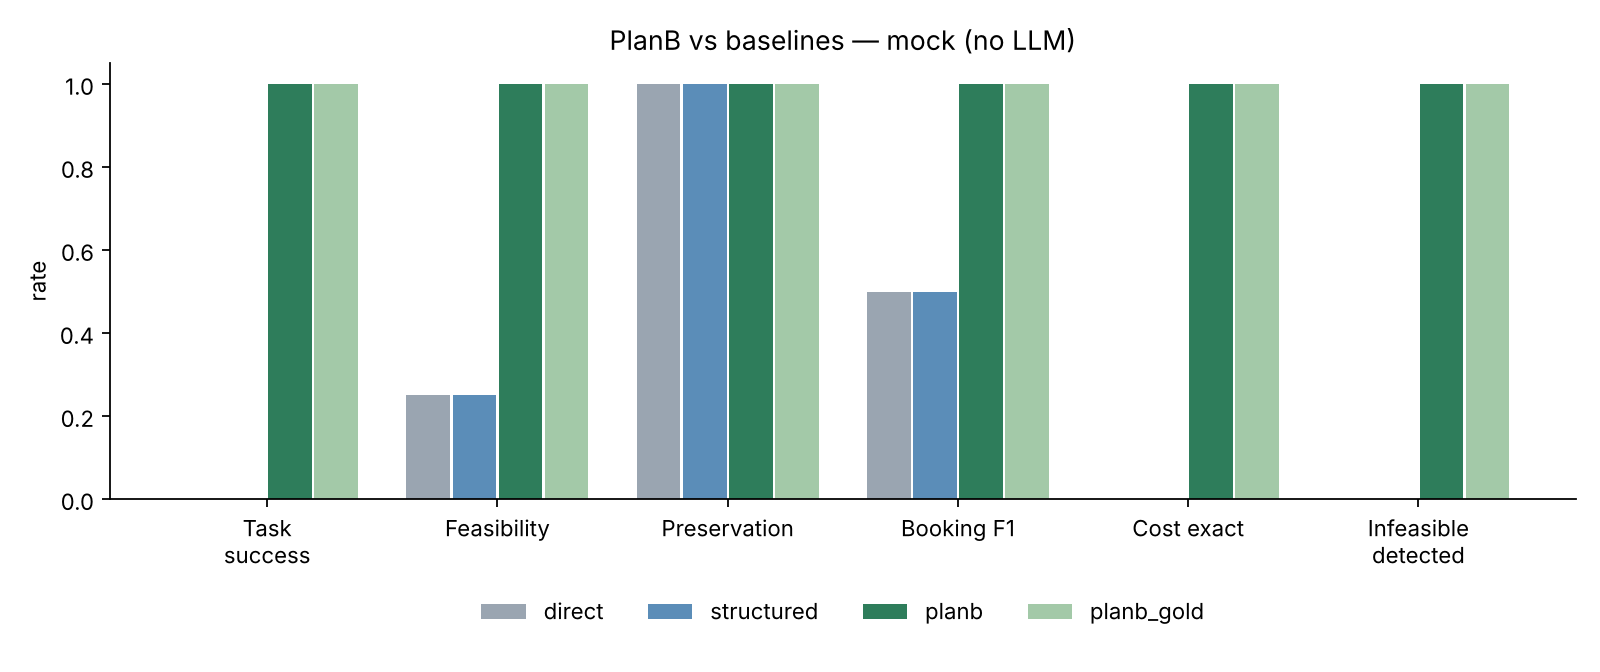 PlanB vs baselines — mock (no LLM)
1.0
0.8
0.6
0.4
0.2
0.0
rate
Task
success
Feasibility
Preservation
Booking F1
Cost exact
Infeasible
detected
direct
structured
planb
planb_gold